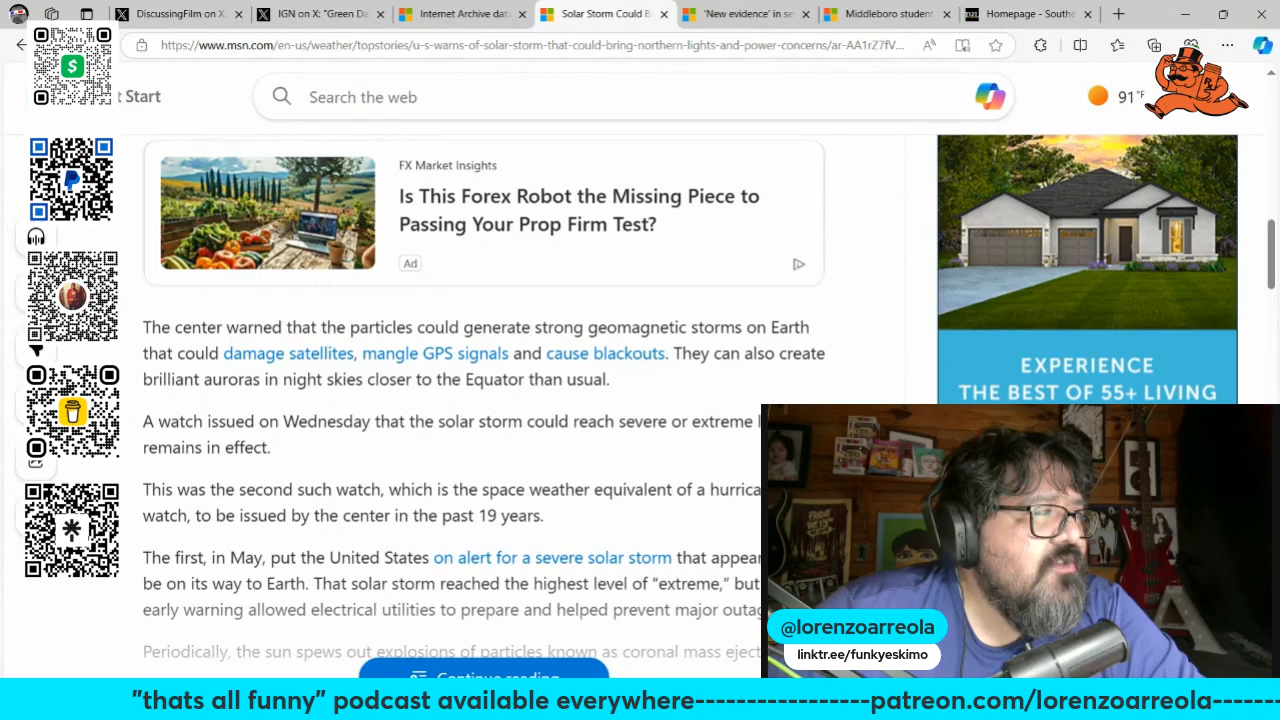 DiscussingFilm on X
IGN on X: "Green Da
Internet Archive data
Solar Storm Could B
'New evidence' in se
Middleboro student
Homepage - Southe
https://www.msn.com/en-us/weather/topstories/u-s-warns-of-solar-storm-that-could-bring-northern-lights-and-power-concerns/ar-AA1rZ7fV...
t Start
Search the web
91 °F
FX Market Insights
Is This Forex Robot the Missing Piece to
Passing Your Prop Firm Test?
Ad
The center warned that the particles could generate strong geomagnetic storms on Earth
that could damage satellites, mangle GPS signals and cause blackouts. They can also create
brilliant auroras in night skies closer to the Equator than usual.
A watch issued on Wednesday that the solar storm could reach severe or extreme l
remains in effect.
This was the second such watch, which is the space weather equivalent of a hurrica
watch, to be issued by the center in the past 19 years.
The first, in May, put the United States on alert for a severe solar storm that appear
be on its way to Earth. That solar storm reached the highest level of “extreme,” but
early warning allowed electrical utilities to prepare and helped prevent major outag
Periodically, the sun spews out explosions of particles known as coronal mass eject
Continue reading
EXPERIENCE
THE BEST OF 55+ LIVING
@lorenzoarreola
linktr.ee/funkyeskimo
"thats all funny" podcast available everywhere-----------------patreon.com/lorenzoarreola-------